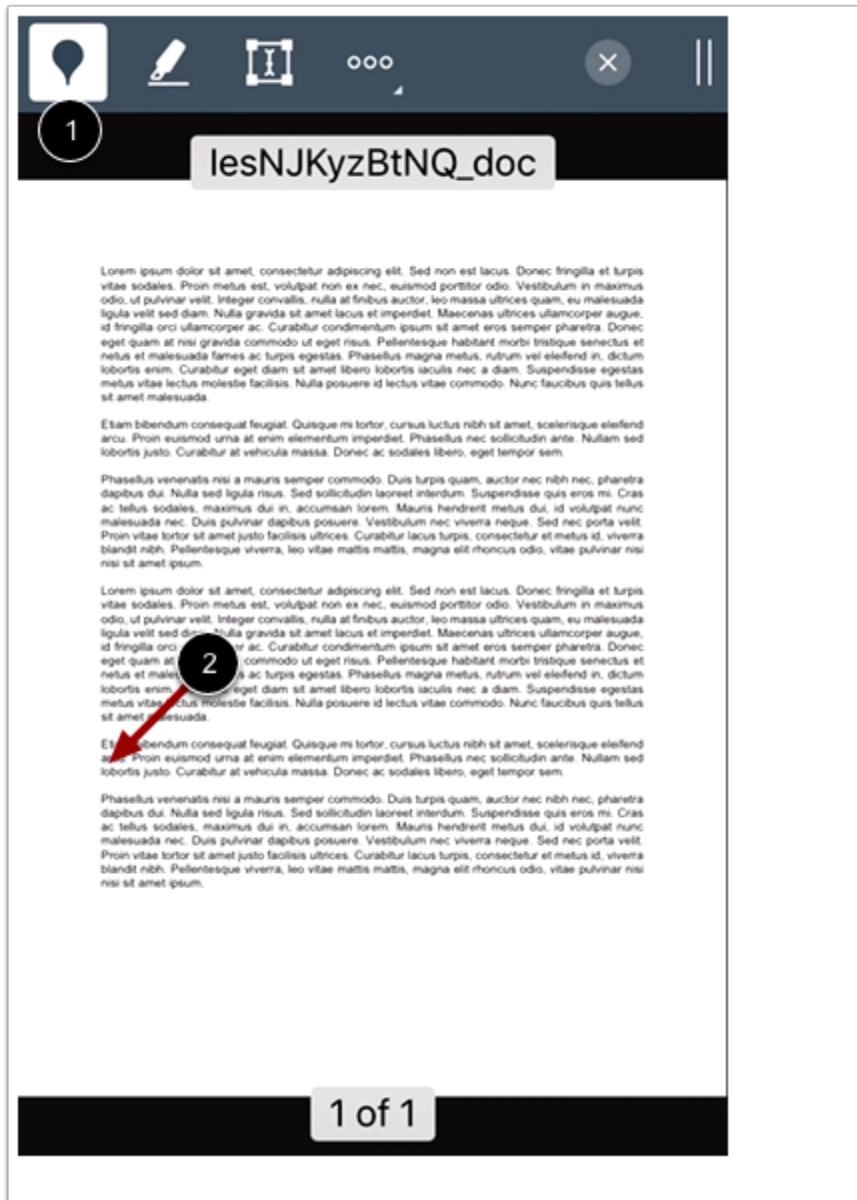 1
IesNJKyzBtNQ_doc
Lorem ipsum dolor sit amet, consectetur adipiscing elit. Sed non est lacus. Donec fringilla et turpis
vitae sodales. Proin metus est, volutpat non ex nec, euismod porttitor odio. Vestibulum in maximus
odio, ut pulvinar velit. Integer convallis, nulla at finibus auctor, leo massa ultrices quam, eu malesuada
ligula velit sed diam. Nulla gravida sit amet lacus et imperdiet. Maecenas ultrices ullamcorper augue,
id fringilla orci ullamcorper ac. Curabitur condimentum ipsum sit amet eros semper pharetra. Donec
eget quam at nisi gravida commodo ut eget risus. Pellentesque habitant morbi tristique senectus et
netus et malesuada fames ac turpis egestas. Phasellus magna metus, rutrum vel eleifend in, dictum
lobortis enim. Curabitur eget diam sit amet libero lobortis iaculis nec a diam. Suspendisse egestas
metus vitae lectus molestie facilisis. Nulla posuere id lectus vitae commodo. Nunc faucibus quis tellus
sit amet malesuada.
Etiam bibendum consequat feugiat. Quisque mi tortor, cursus luctus nibh sit amet, scelerisque eleifend
arcu. Proin euismod urna at enim elementum imperdiet. Phasellus nec sollicitudin ante. Nullam sed
lobortis justo. Curabitur at vehicula massa. Donec ac sodales libero, eget tempor sem.
Phasellus venenatis nisi a mauris semper commodo. Duis turpis quam, auctor nec nibh nec, pharetra
dapibus dui. Nulla sed ligula risus. Sed sollicitudin laoreet interdum. Suspendisse quis eros mi. Cras
ac tellus sodales, maximus dui in, accumsan lorem. Mauris hendrerit metus dui, id volutpat nunc
malesuada nec. Duis pulvinar dapibus posuere. Vestibulum nec viverra neque. Sed nec porta velit.
Proin vitae tortor sit amet justo facilisis ultrices. Curabitur lacus turpis, consectetur et metus id, viverra
blandit nibh. Pellentesque viverra, leo vitae mattis mattis, magna elit rhoncus odio, vitae pulvinar nisi
nisi sit amet ipsum.
Lorem ipsum dolor sit amet, consectetur adipiscing elit. Sed non est lacus. Donec fringilla et turpis
vitae sodales. Proin metus est, volutpat non ex nec, euismod porttitor odio. Vestibulum in maximus
odio, ut pulvinar velit. Integer convallis, nulla at finibus auctor, leo massa ultrices quam, eu malesuada
ligula velit sed Nulla gravida sit amet lacus et imperdiet. Maecenas ultrices ullamcorper augue,
id fringilla ac. Curabitur condimentum ipsum sit amet eros semper pharetra. Donec
eget quam at commodo ut eget risus. Pellentesque habitant morbi tristique senectus et
netus et ac turpis egestas. Phasellus magna metus, rutrum vel eleifend in, dictum
2
lobortis enim eget diam sit amet libero lobortis iaculis nec a diam. Suspendisse egestas
metus molestie facilisis. Nulla posuere id lectus vitae commodo. Nunc faucibus quis tellus
sit amet
bibendum consequat feugiat. Quisque mi tortor, cursus luctus nibh sit amet, scelerisque eleifend
Proin euismod urna at enim elementum imperdiet. Phasellus nec sollicitudin ante. Nullam sed
lobortis justo. Curabitur at vehicula massa. Donec ac sodales libero, eget tempor sem.
Phasellus venenatis nisi a mauris semper commodo. Duis turpis quam, auctor nec nibh nec, pharetra
dapibus dui. Nulla sed ligula risus. Sed sollicitudin laoreet interdum. Suspendisse quis eros mi. Cras
ac tellus sodales, maximus dui in, accumsan lorem. Mauris hendrerit metus dui, id volutpat nunc
malesuada nec. Duis pulvinar dapibus posuere. Vestibulum nec viverra neque. Sed nec porta velit.
Proin vitae tortor sit amet justo facilisis ultrices. Curabitur lacus turpis, consectetur et metus id, viverra
blandit nibh. Pellentesque viverra, leo vitae mattis mattis, magna elit rhoncus odio, vitae pulvinar nisi
nisi sit amet ipsum.
1 of 1